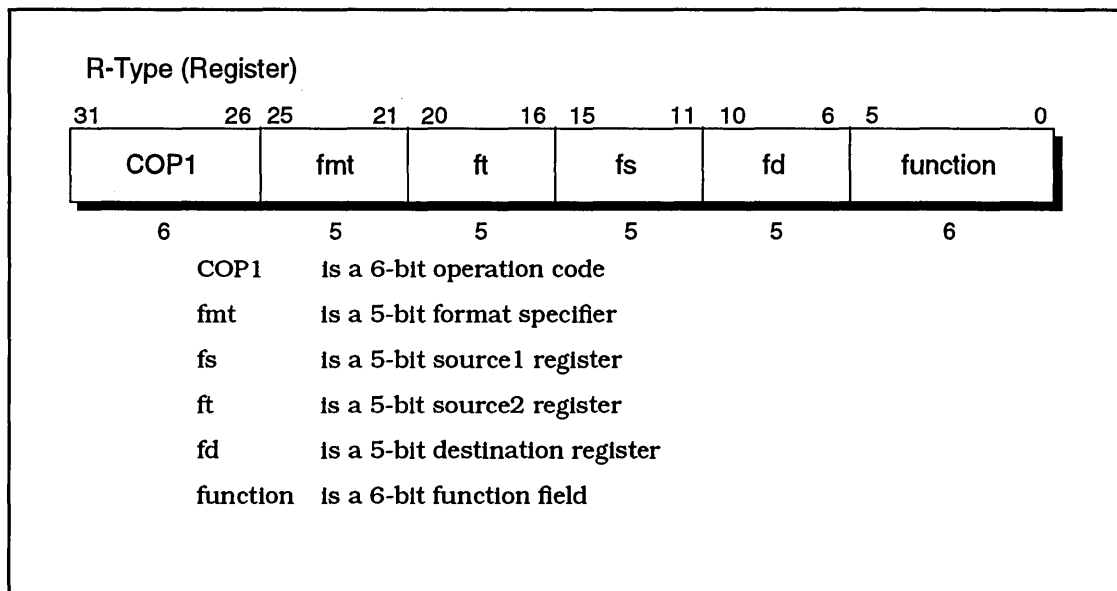 R-Type (Register)
31 26 25 21 20 16 15 11 10 6 5 0
COP1 fmt ft fs fd function
6 5 5 5 5 6
COP1 is a 6-bit operation code
fmt is a 5-bit format specifier
fs is a 5-bit source1 register
ft is a 5-bit source2 register
fd is a 5-bit destination register
function is a 6-bit function field